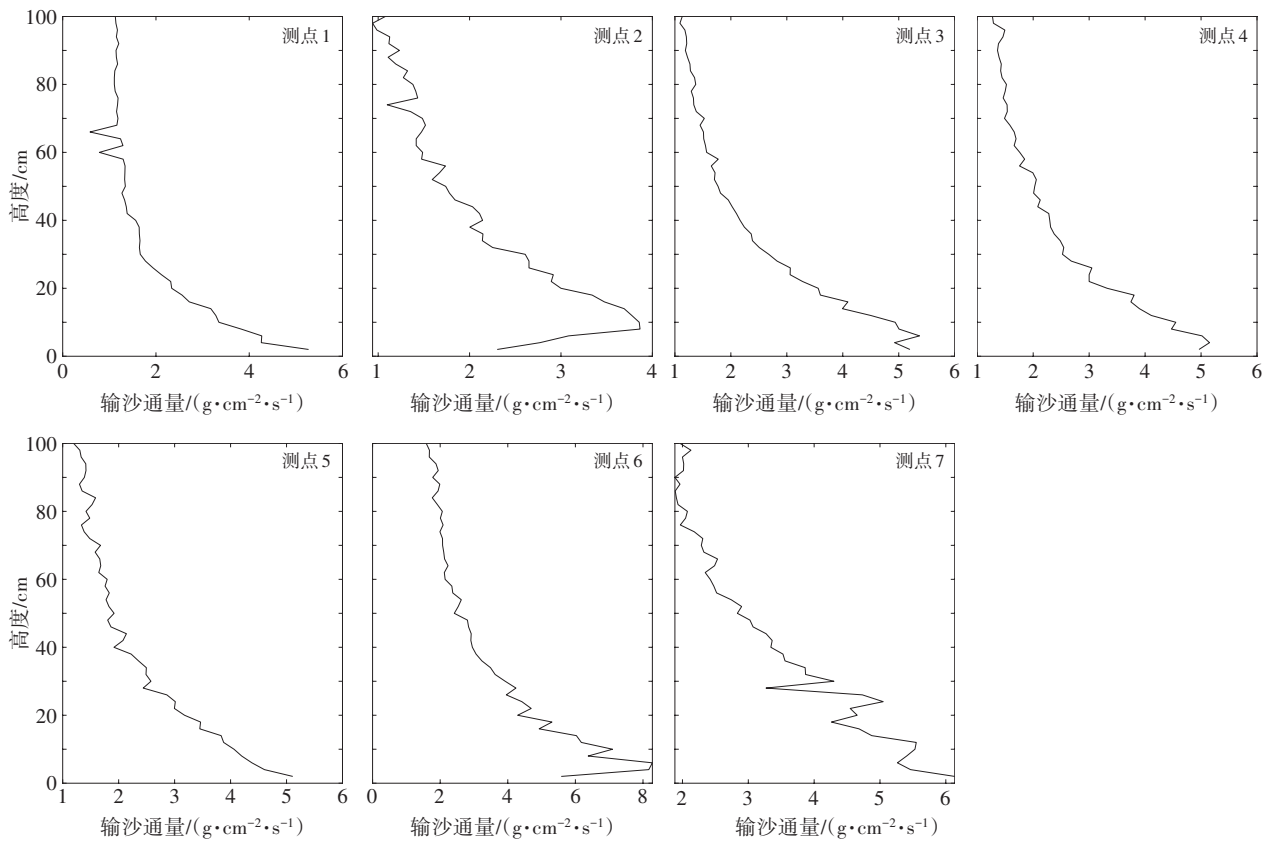 测点1
测点2
测点3
测点4
高度/cm
100
80
60
40
20
0
0 2 4 6
1 2 3 4
1 2 3 4 5 6
1 2 3 4 5 6
输沙通量/(g•cm⁻²•s⁻¹)
输沙通量/(g•cm⁻²•s⁻¹)
输沙通量/(g•cm⁻²•s⁻¹)
输沙通量/(g•cm⁻²•s⁻¹)
测点5
测点6
测点7
高度/cm
100
80
60
40
20
0
1 2 3 4 5 6
0 2 4 6 8
2 3 4 5 6
输沙通量/(g•cm⁻²•s⁻¹)
输沙通量/(g•cm⁻²•s⁻¹)
输沙通量/(g•cm⁻²•s⁻¹)